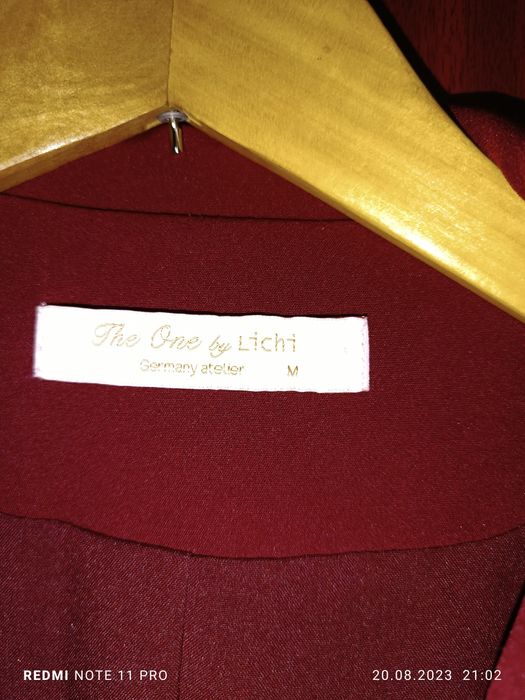 The One by Lichi
Germany atelier M
REDMI NOTE 11 PRO
20.08.2023 21:02